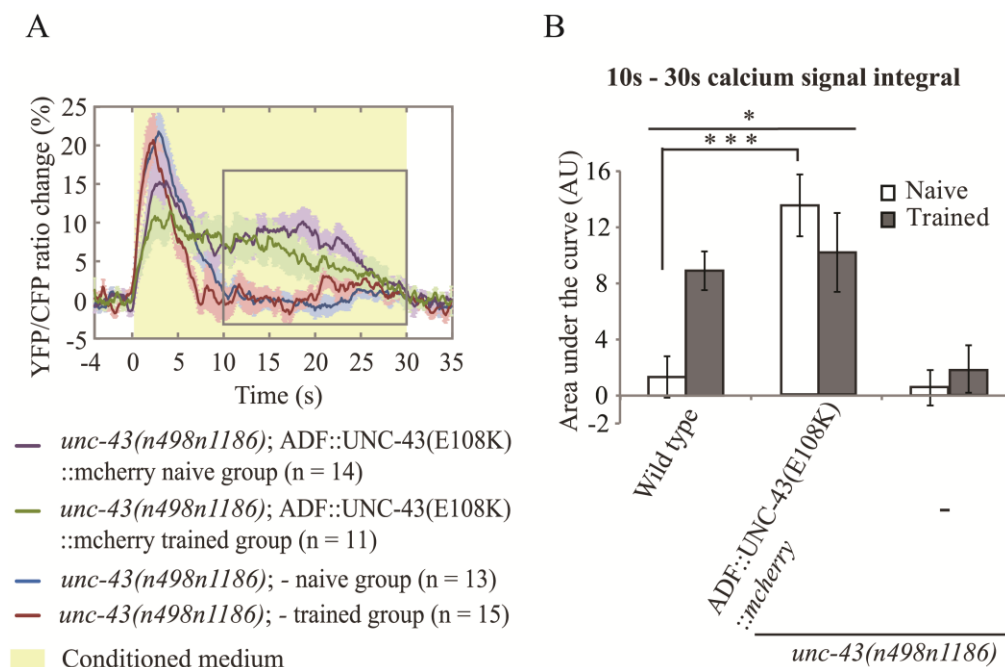 A
YFP/CFP ratio change (%)
25
20
15
10
5
0
-5
-4 0 5 10 15 20 25 30 35
Time (s)
unc-43(n498n1186); ADF::UNC-43(E108K)
::mcherry naive group (n = 14)
unc-43(n498n1186); ADF::UNC-43(E108K)
::mcherry trained group (n = 11)
unc-43(n498n1186); - naive group (n = 13)
unc-43(n498n1186); - trained group (n = 15)
Conditioned medium
B
10s - 30s calcium signal integral
*
***
Area under the curve (AU)
16
12
8
4
0
-2
Naive
Trained
Wild type
ADF::UNC-43(E108K)
::mcherry
-
unc-43(n498n1186)